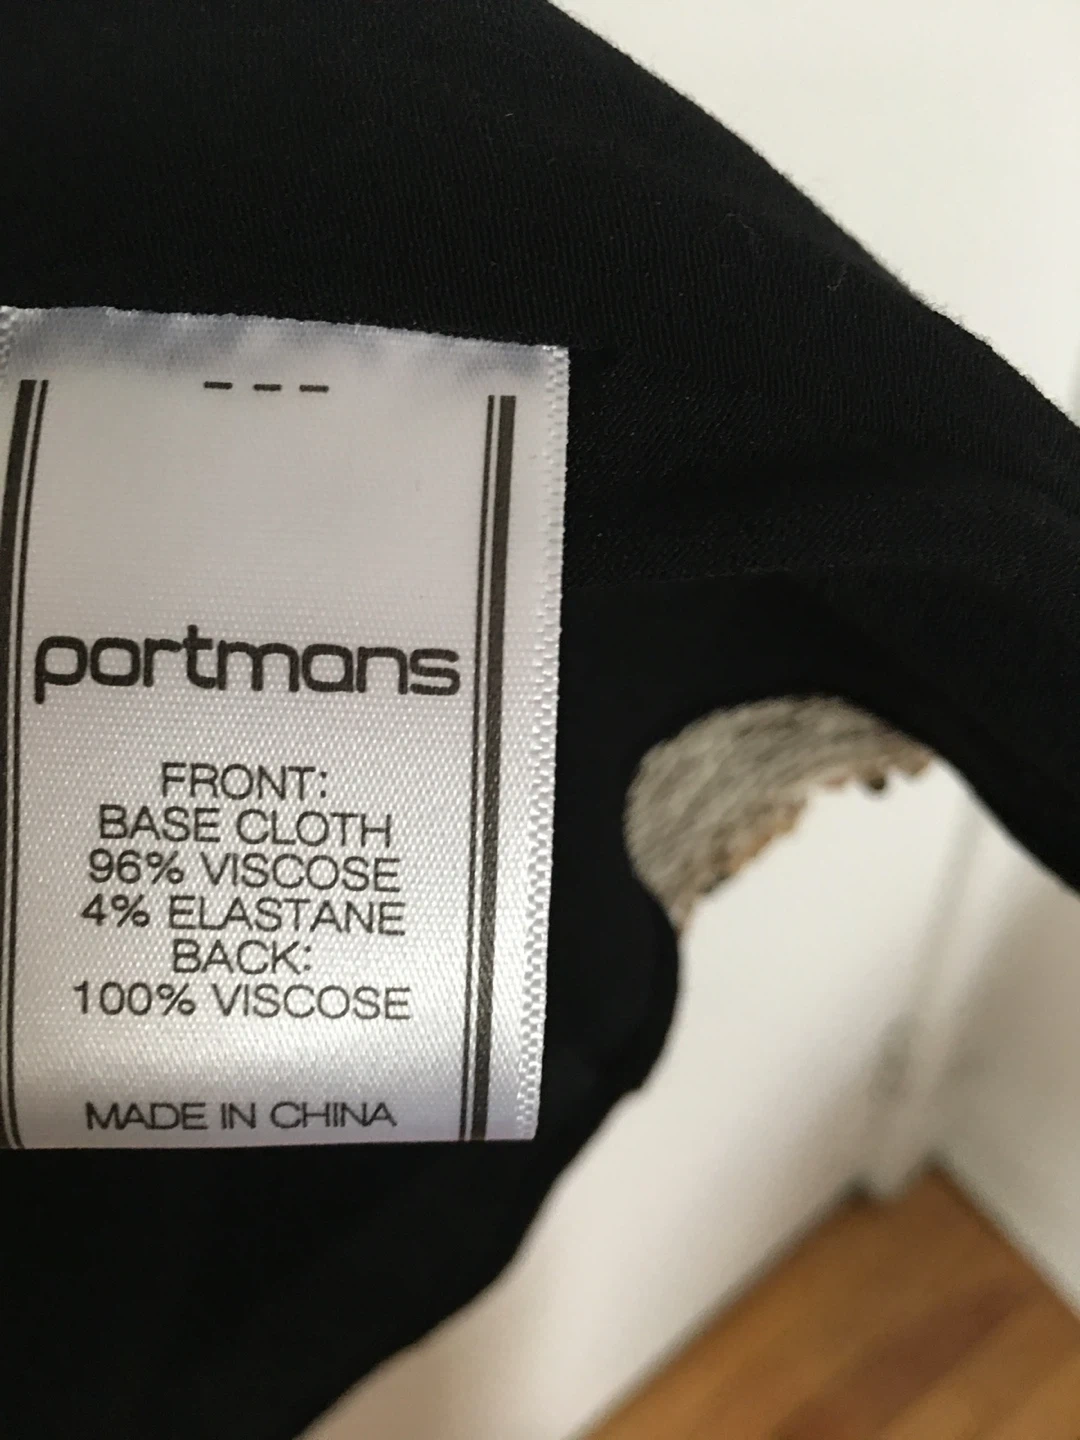 portmans
FRONT:
BASE CLOTH
96% VISCOSE
4% ELASTANE
BACK:
100% VISCOSE
MADE IN CHINA